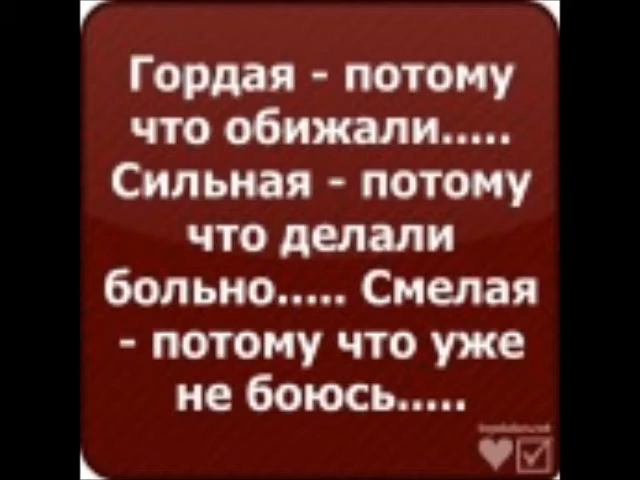 Гордая - потому
что обижали.....
Сильная - потому
что делали
больно..... Смелая
- потому что уже
не боюсь.....